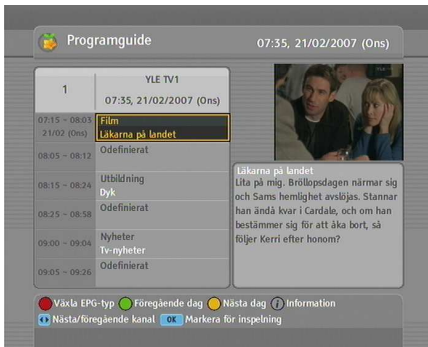 Programguide
07:35, 21/02/2007 (Ons)
1
YLE TV1
07:35, 21/02/2007 (Ons)
07:15 ~ 08:03
21/02 (Ons)
Film
Läkarna på landet
08:05 ~ 08:12
Odefinierat
08:15 ~ 08:24
Utbildning
Dyk
08:25 ~ 08:58
Odefinierat
09:00 ~ 09:04
Nyheter
Tv-nyheter
09:05 ~ 09:26
Odefinierat
Läkarna på landet
Lita på mig. Bröllopsdagen närmar sig
och Sams hemlighet avslöjas. Stannar
han ändå kvar i Cardale, och om han
bestämmer sig för att åka bort, så
följer Kerri efter honom?
Växla EPG-typ Föregående dag Nästa dag i Information
Nästa/föregående kanal OK Markera för inspelning